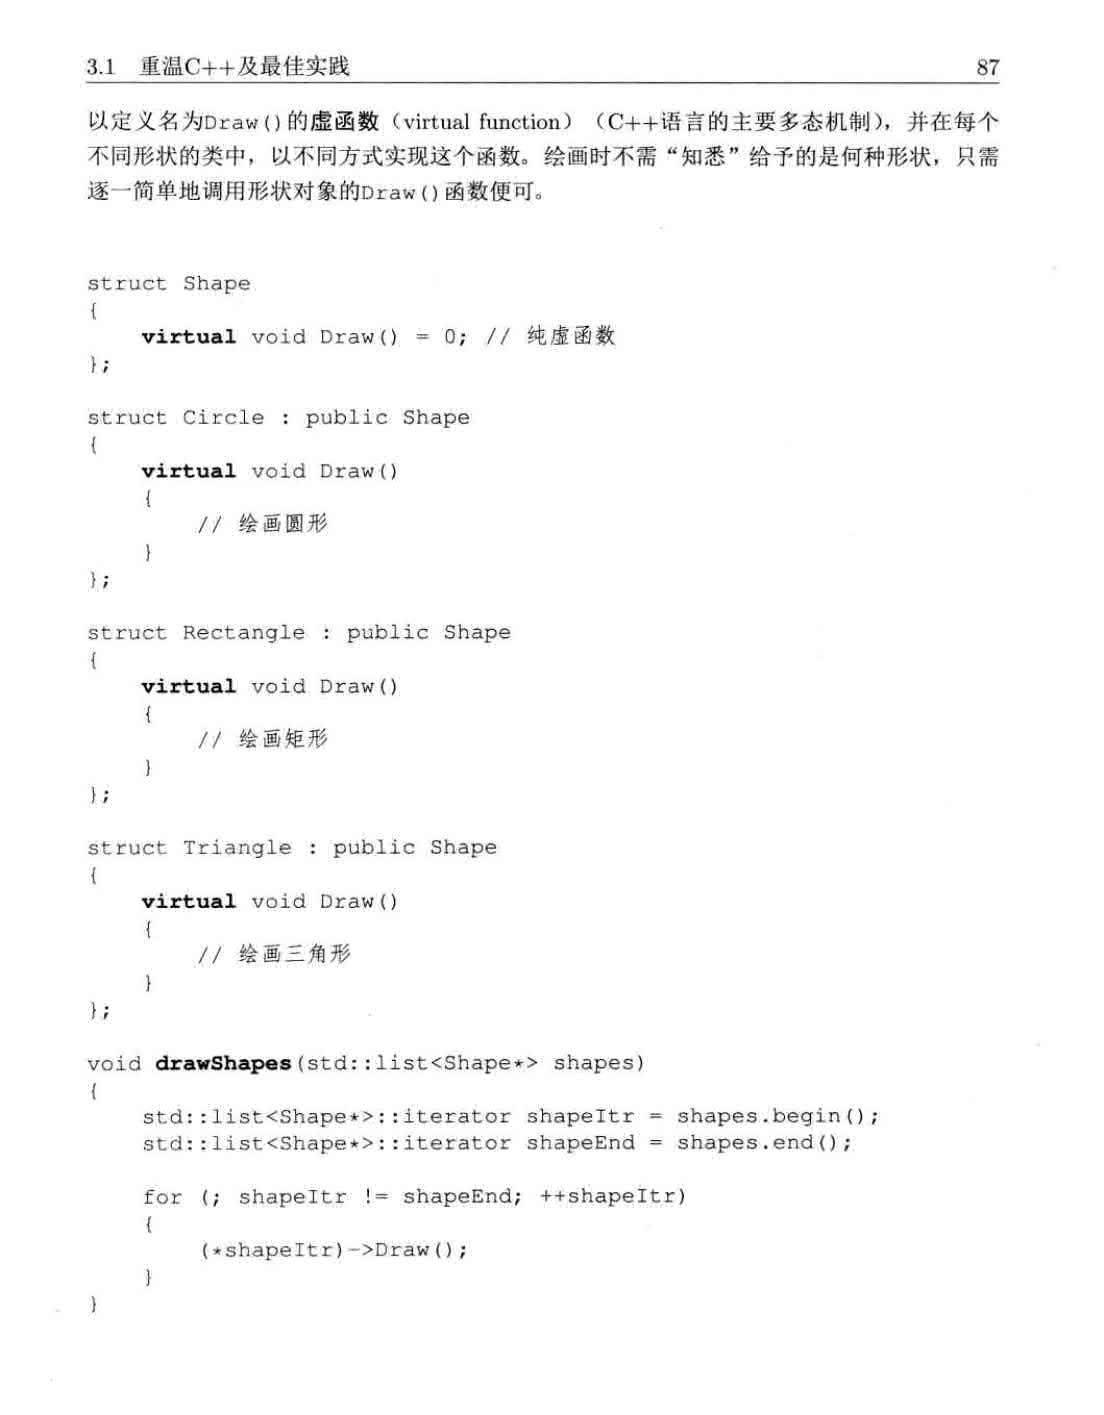 3.1 重温C++及最佳实践 87
以定义名为Draw()的虚函数（virtual function）（C++语言的主要多态机制），并在每个
不同形状的类中，以不同方式实现这个函数。绘画时不需“知悉”给予的是何种形状，只需
逐一简单地调用形状对象的Draw()函数便可。
struct Shape
{
    virtual void Draw() = 0; // 纯虚函数
};
struct Circle : public Shape
{
    virtual void Draw()
    {
        // 绘画圆形
    }
};
struct Rectangle : public Shape
{
    virtual void Draw()
    {
        // 绘画矩形
    }
};
struct Triangle : public Shape
{
    virtual void Draw()
    {
        // 绘画三角形
    }
};
void drawShapes(std::list<Shape*> shapes)
{
    std::list<Shape*>::iterator shapeItr = shapes.begin();
    std::list<Shape*>::iterator shapeEnd = shapes.end();
    for (; shapeItr != shapeEnd; ++shapeItr)
    {
        (*shapeItr)->Draw();
    }
}